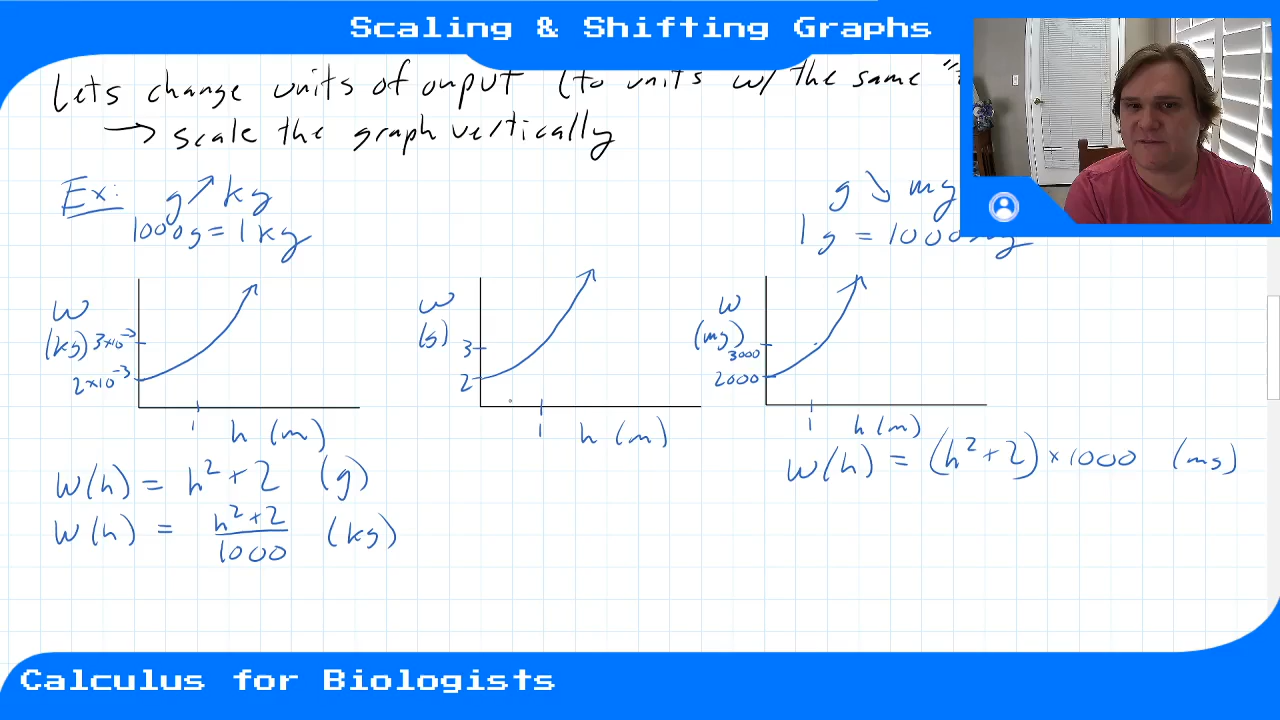 Scaling & Shifting Graphs
Lets change units of ouput (to units w/ the same "
→ scale the graph vertically
Ex: g ↗ kg
1000g = 1kg
g ↘ mg
1 g = 1000mg
W
(kg)
3×10⁻³
2×10⁻³
1
h (m)
W
(g)
3
2
1
h (m)
W
(mg)
3000
2000
1
h (m)
W(h) = h² + 2 (g)
W(h) = h²+2/1000 (kg)
W(h) = (h² + 2) × 1000 (mg)
Calculus for Biologists